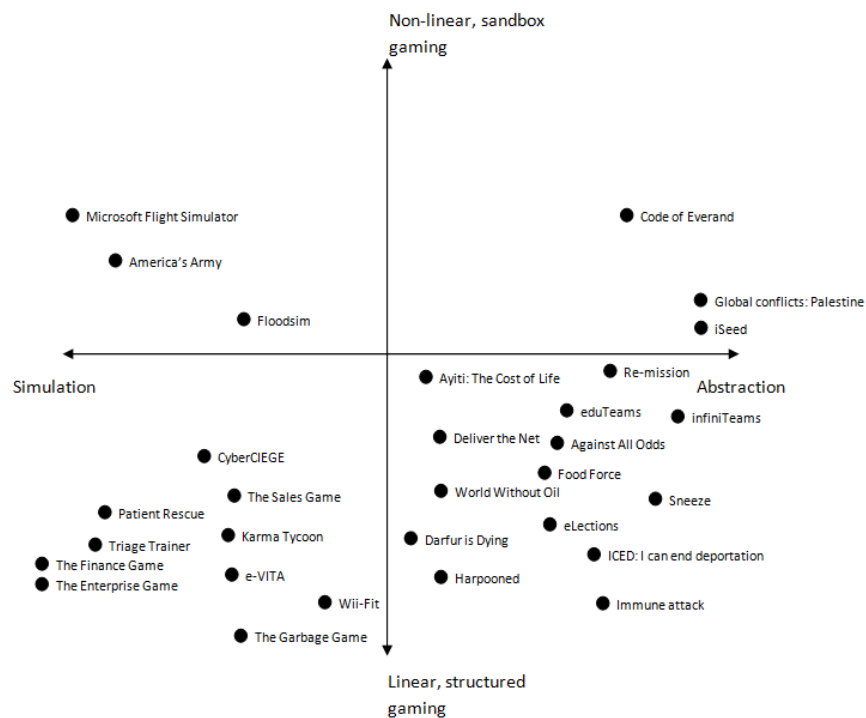 Non-linear, sandbox
gaming
Microsoft Flight Simulator
Code of Everand
America's Army
Global conflicts: Palestine
Floodsim
iSeed
Simulation
Abstraction
Ayiti: The Cost of Life
Re-mission
eduTeams
infiniTeams
Deliver the Net
Against All Odds
CyberCIEGE
Food Force
The Sales Game
World Without Oil
Sneeze
Patient Rescue
eLections
Karma Tycoon
Darfur is Dying
Triage Trainer
ICED: I can end deportation
The Finance Game
e-VITA
Harpooned
The Enterprise Game
Wii-Fit
Immune attack
The Garbage Game
Linear, structured
gaming